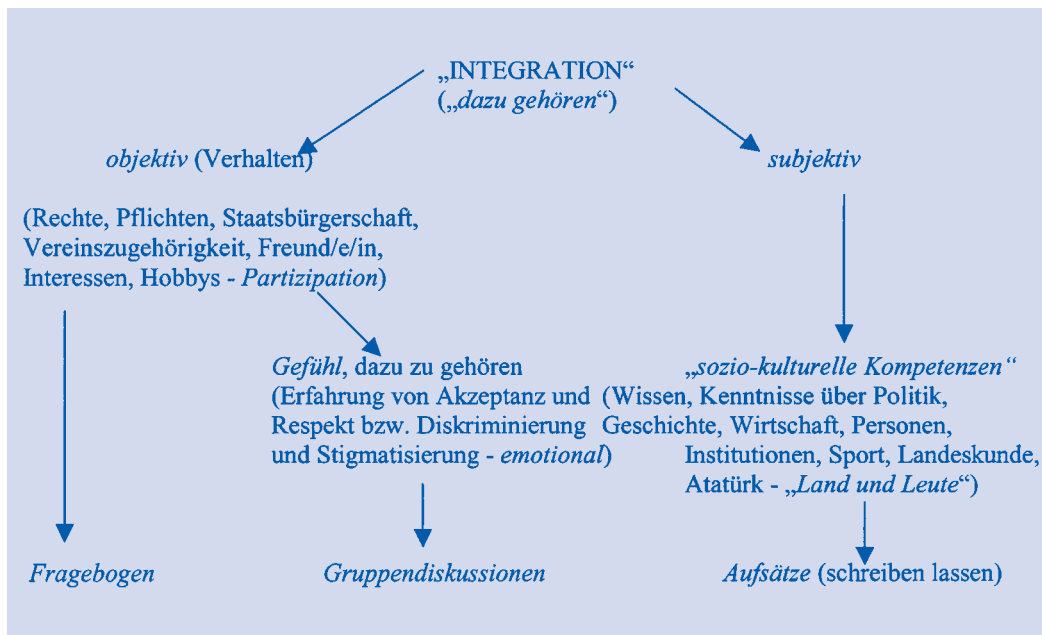 „INTEGRATION“
(„dazu gehören“)
objektiv (Verhalten)
subjektiv
(Rechte, Pflichten, Staatsbürgerschaft,
Vereinszugehörigkeit, Freund/e/in,
Interessen, Hobbys - Partizipation)
Gefühl, dazu zu gehören
(Erfahrung von Akzeptanz und
Respekt bzw. Diskriminierung
und Stigmatisierung - emotional)
„sozio-kulturelle Kompetenzen“
(Wissen, Kenntnisse über Politik,
Geschichte, Wirtschaft, Personen,
Institutionen, Sport, Landeskunde,
Atatürk - „Land und Leute“)
Fragebogen
Gruppendiskussionen
Aufsätze (schreiben lassen)